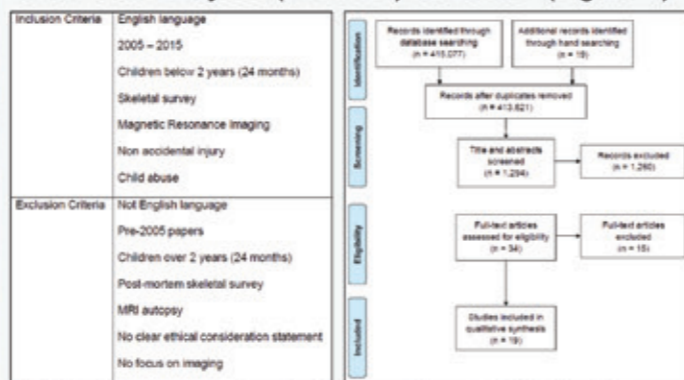 Inclusion Criteria
English language
2005 – 2015
Children below 2 years (24 months)
Skeletal survey
Magnetic Resonance Imaging
Non accidental injury
Child abuse
Exclusion Criteria
Not English language
Pre-2005 papers
Children over 2 years (24 months)
Post-mortem skeletal survey
MRI autopsy
No clear ethical consideration statement
No focus on imaging
Identification
Records identified through
database searching
(n = 415,077)
Additional records identified
through hand searching
(n = 19)
Records after duplicates removed
(n = 413,621)
Screening
Title and abstracts
screened
(n = 1,294)
Records excluded
(n = 1,260)
Eligibility
Full-text articles
assessed for eligibility
(n = 34)
Full-text articles
excluded
(n = 15)
Included
Studies included in
qualitative synthesis
(n = 19)